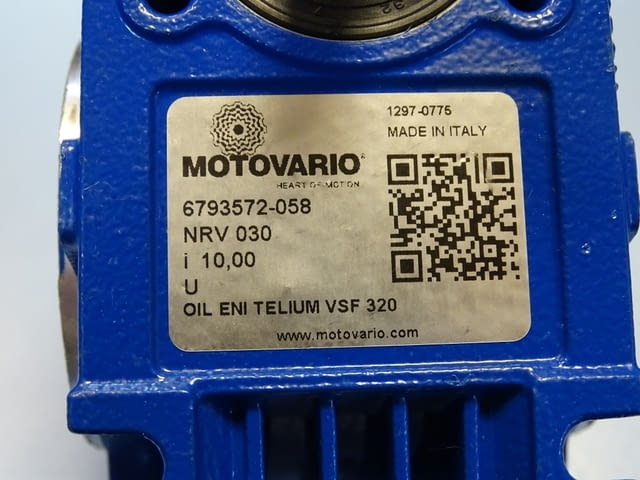 1297-0775
MADE IN ITALY
MOTOVARIO®
HEART OF MOTION
6793572-058
NRV 030
i 10,00
U
OIL ENI TELIUM VSF 320
www.motovario.com
32